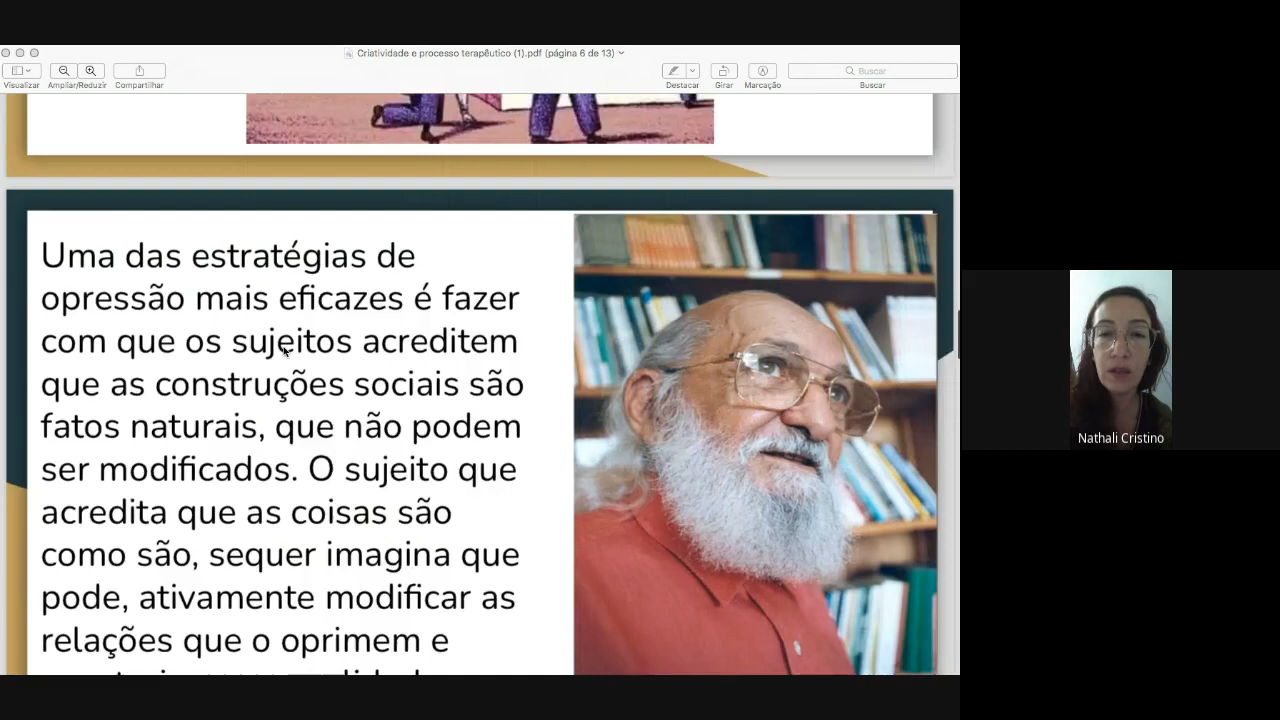 Criatividade e processo terapêutico (1).pdf (página 6 de 13)
Visualizar Ampliar/Reduzir Compartilhar Destacar Girar Marcação Buscar
Buscar
Uma das estratégias de
opressão mais eficazes é fazer
com que os sujeitos acreditem
que as construções sociais são
fatos naturais, que não podem
ser modificados. O sujeito que
acredita que as coisas são
como são, sequer imagina que
pode, ativamente modificar as
relações que o oprimem e
Nathali Cristino